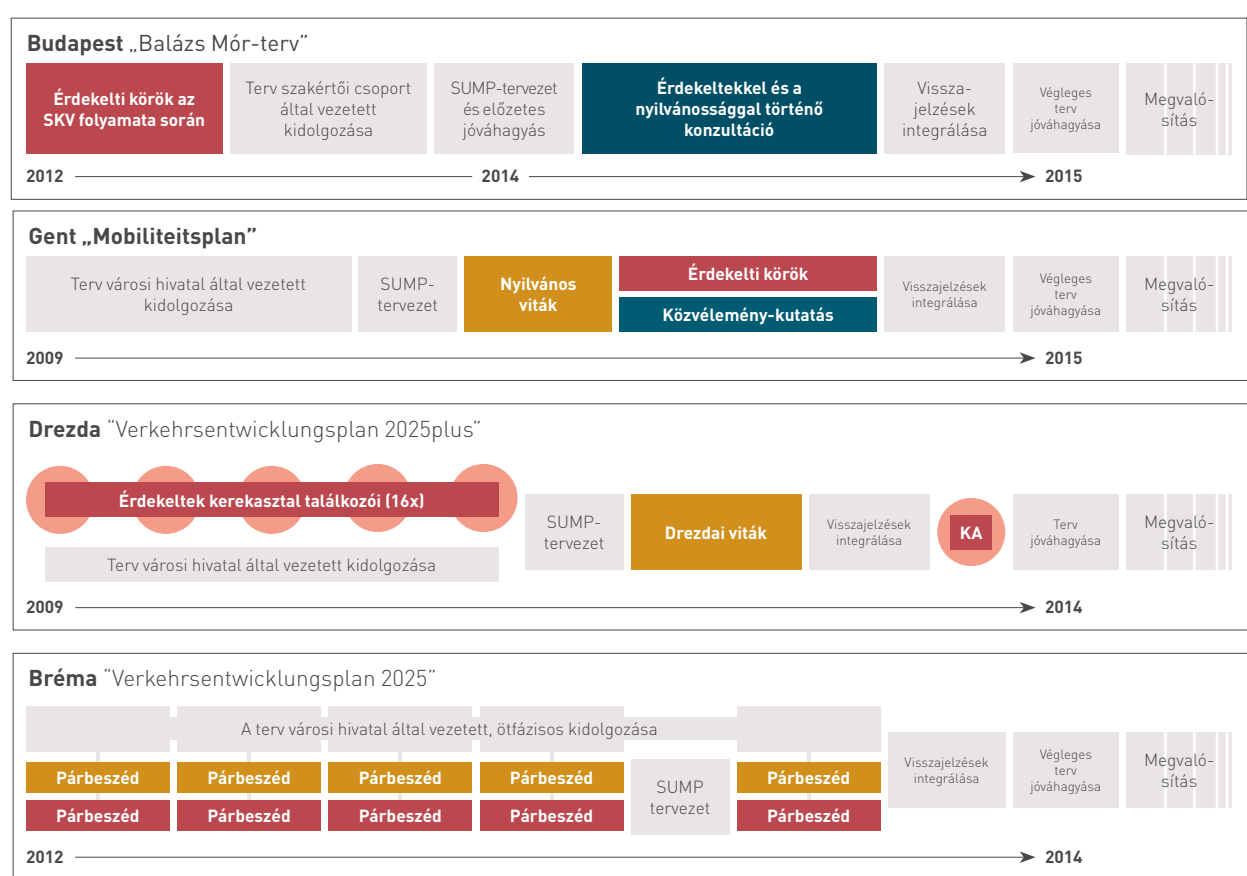 Budapest „Balázs Mór-terv”
Érdekelti körök az
SKV folyamata során
Terv szakértői csoport
által vezetett
kidolgozása
SUMP-tervezet
és előzetes
jóváhagyás
Érdekeltekkel és a
nyilvánossággal történő
konzultáció
Vissza-
jelzések
integrálása
Végleges
terv
jóváhagyása
Megvaló-
sítás
2012
2014
2015
Gent „Mobiliteitsplan”
Terv városi hivatal által vezetett
kidolgozása
SUMP-
tervezet
Nyilvános
viták
Érdekelti körök
Közvélemény-kutatás
Visszajelzések
integrálása
Végleges
terv
jóváhagyása
Megvaló-
sítás
2009
2015
Drezda “Verkehrsentwicklungsplan 2025plus”
Érdekeltek kerekasztal találkozói (16x)
Terv városi hivatal által vezetett kidolgozása
SUMP-
tervezet
Drezdai viták
Visszajelzések
integrálása
KA
Terv
jóváhagyása
Megvaló-
sítás
2009
2014
Bréma “Verkehrsentwicklungsplan 2025”
A terv városi hivatal által vezetett, ötfázisos kidolgozása
Párbeszéd
Párbeszéd
Párbeszéd
Párbeszéd
Párbeszéd
Párbeszéd
Párbeszéd
Párbeszéd
Párbeszéd
Párbeszéd
SUMP
tervezet
Visszajelzések
integrálása
Végleges
terv
jóváhagyása
Megvaló-
sítás
2012
2014